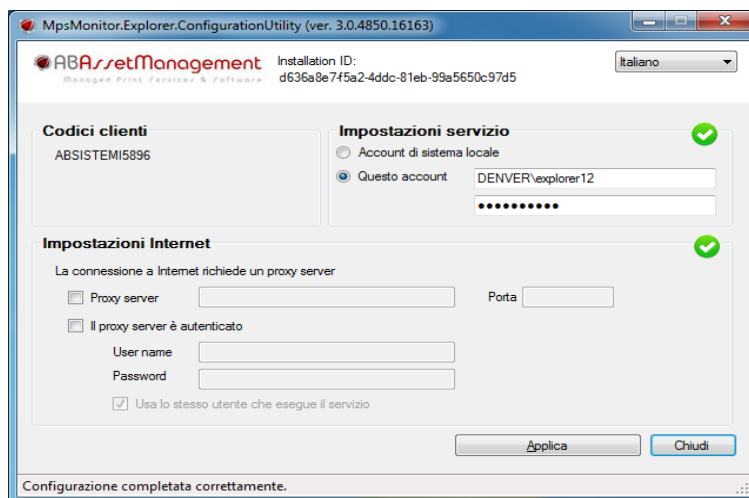 MpsMonitor.Explorer.ConfigurationUtility (ver. 3.0.4850.16163)
ABAssetManagement
Managed Print Services & Software
Installation ID:
d636a8e7-f5a2-4ddc-81eb-99a5650c97d5
Italiano
Codici clienti
ABSISTEMI5896
Impostazioni servizio
Account di sistema locale
Questo account
DENVER\explorer12
••••••••••
Impostazioni Internet
La connessione a Internet richiede un proxy server
Proxy server
Porta
Il proxy server è autenticato
User name
Password
Usa lo stesso utente che esegue il servizio
Applica
Chiudi
Configurazione completata correttamente.